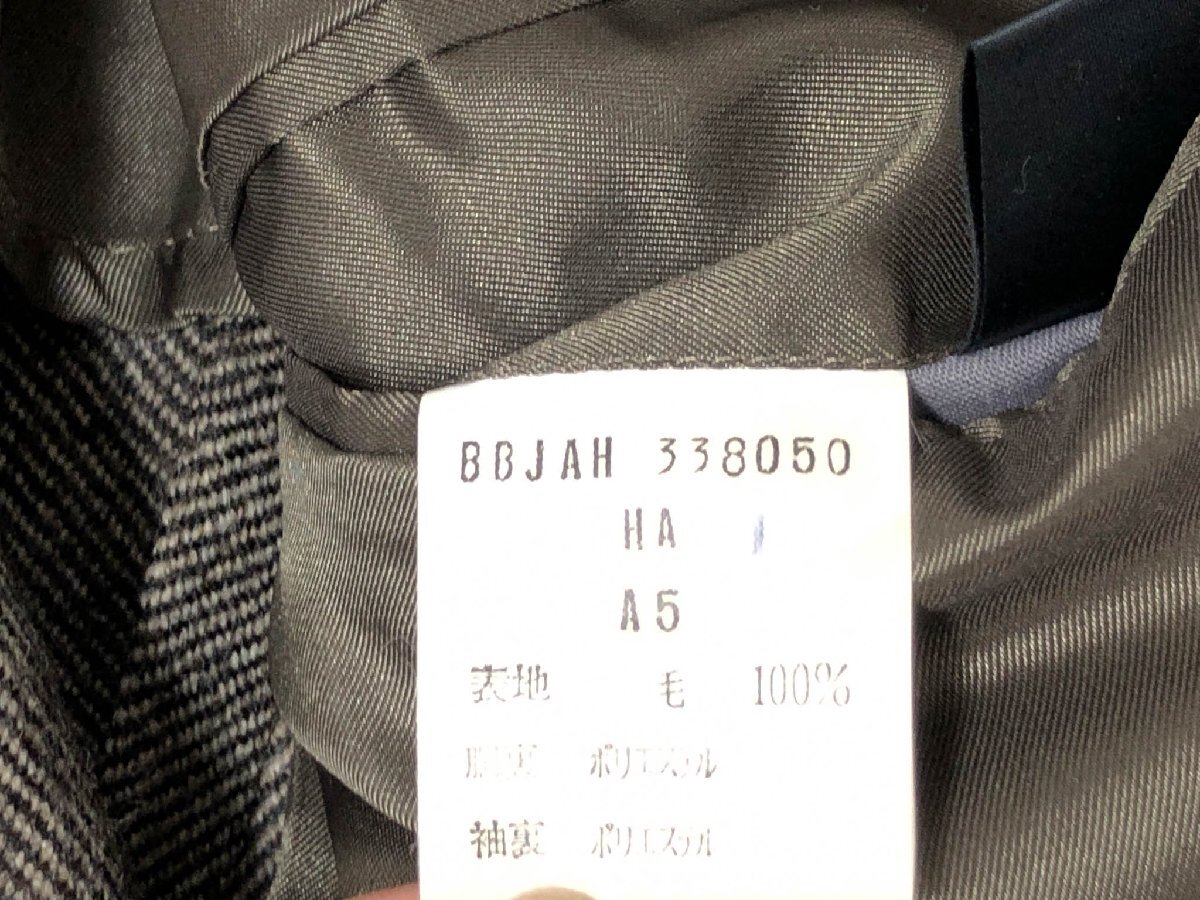 BBJAH 338050
HA
A5
表地 毛 100%
胴裏 ポリエステル
袖裏 ポリエステル